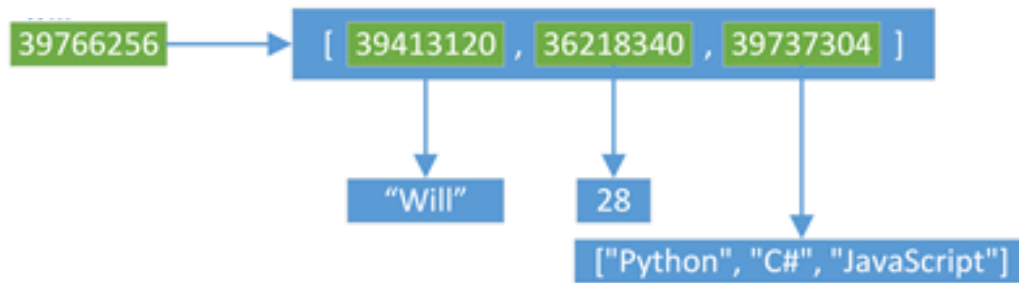 39766256 [ 39413120 , 36218340 , 39737304 ]
“Will” 28
["Python", "C#", "JavaScript"]